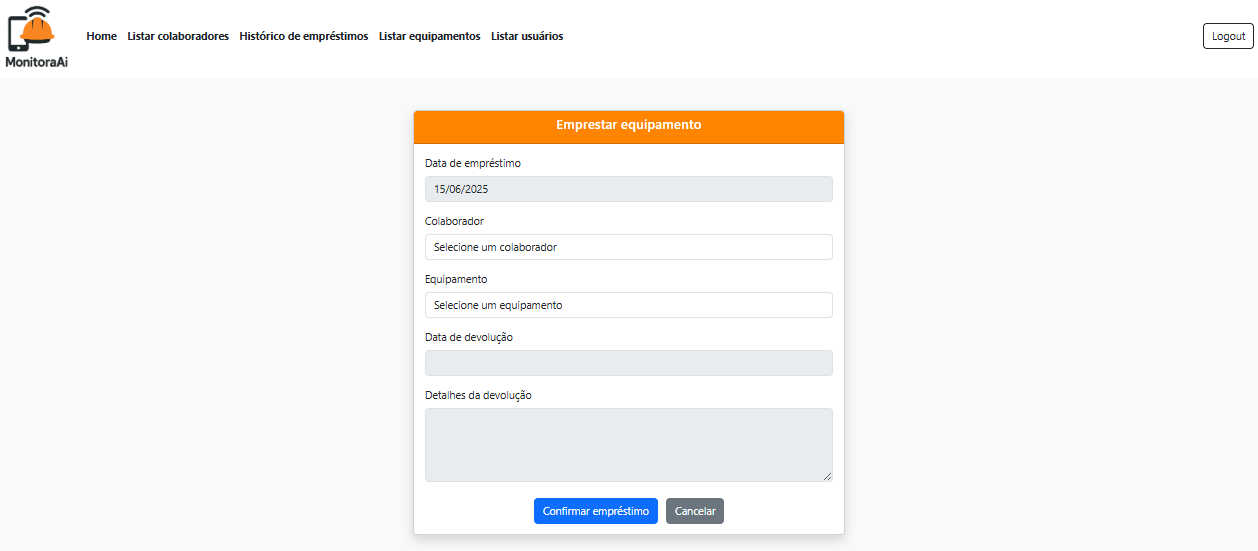 MonitoraAi
Home Listar colaboradores Histórico de empréstimos Listar equipamentos Listar usuários
Logout
Emprestar equipamento
Data de empréstimo
15/06/2025
Colaborador
Selecione um colaborador
Equipamento
Selecione um equipamento
Data de devolução
Detalhes da devolução
Confirmar empréstimo Cancelar